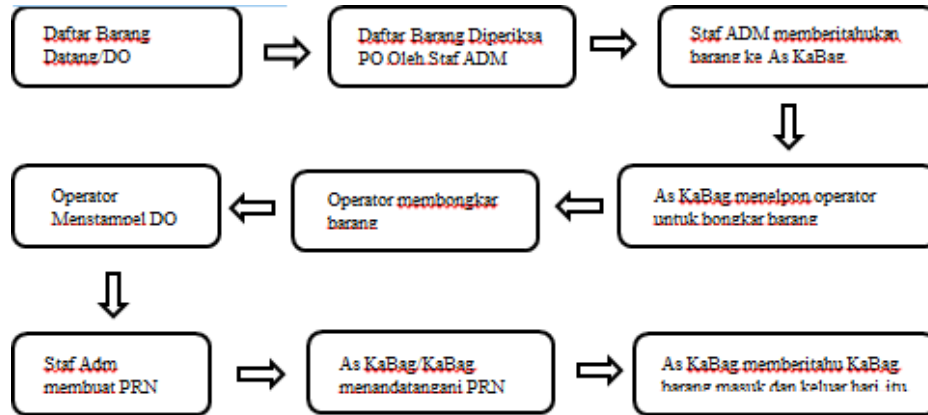 Daftar Barang
Datang/DO
Daftar Barang Diperiksa
PO Oleh Staf ADM
Staf ADM memberitahukan
barang ke As KaBag
As KaBag menelpon operator
untuk bongkar barang
Operator membongkar
barang
Operator
Menstampel DO
Staf Adm
membuat PRN
As KaBag/KaBag
menandatangani PRN
As KaBag memberitahu KaBag
barang masuk dan keluar hari itu